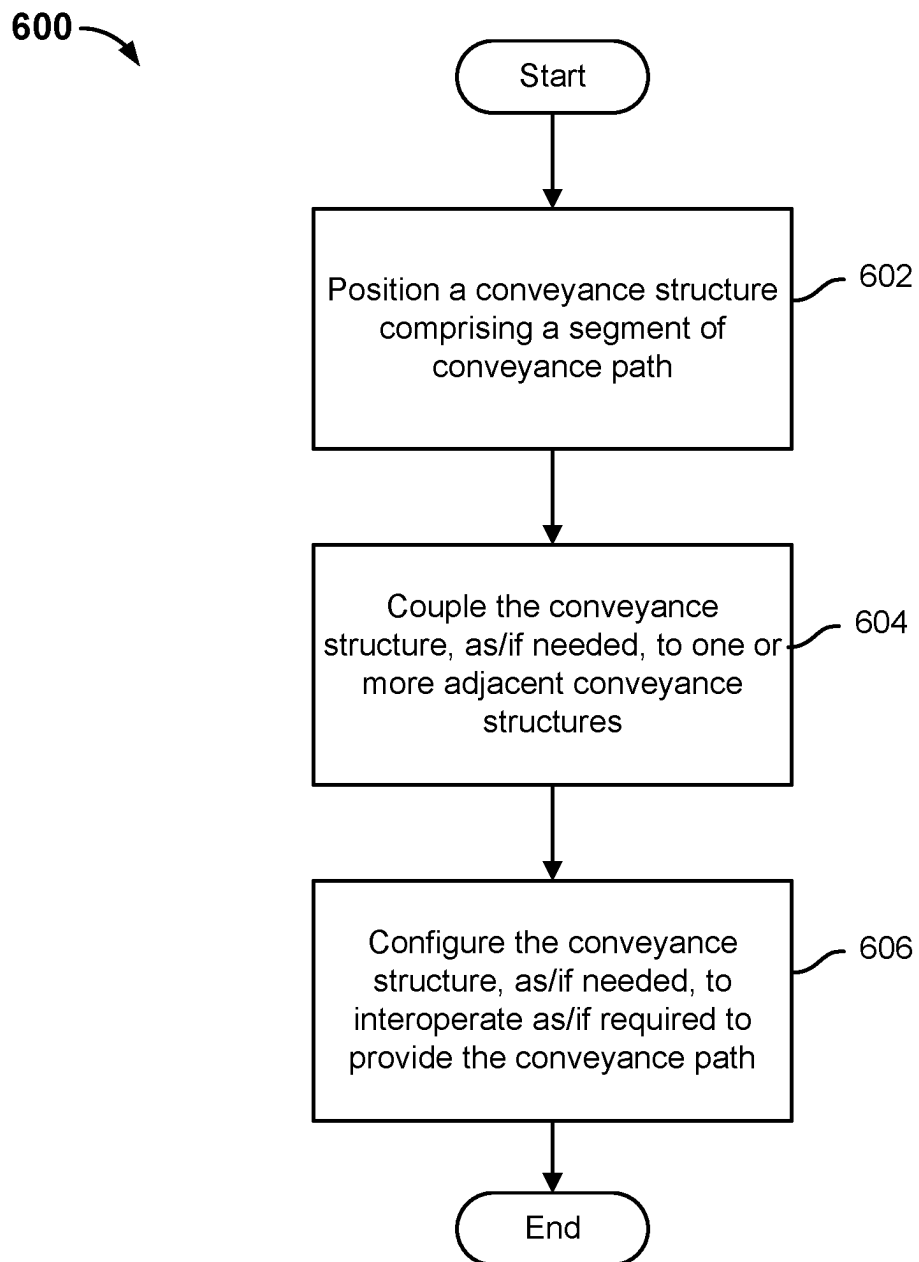 600
Start
Position a conveyance structure
comprising a segment of
conveyance path
602
Couple the conveyance
structure, as/if needed, to one or
more adjacent conveyance
structures
604
Configure the conveyance
structure, as/if needed, to
interoperate as/if required to
provide the conveyance path
606
End